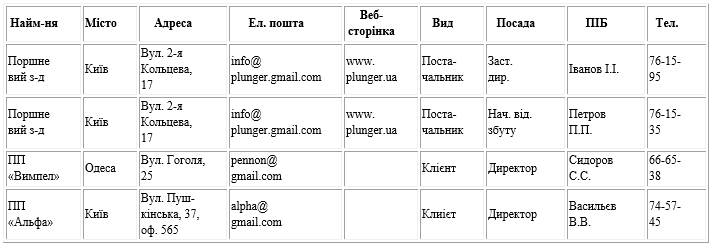 Найм-ня Місто Адреса Ел. пошта Веб-сторінка Вид Посада ПІБ Тел.
Поршне
вий з-д
Київ
Вул. 2-я
Кольцева,
17
info@
plunger.gmail.com
www.
plunger.ua
Поста-
чальник
Заст.
дир.
Іванов І.І.
76-15-
95
Поршне
вий з-д
Київ
Вул. 2-я
Кольцева,
17
info@
plunger.gmail.com
www.
plunger.ua
Поста-
чальник
Нач. від.
збуту
Петров
П.П.
76-15-
35
ПП
«Вимпел»
Одеса
Вул. Гоголя,
25
pennon@
gmail.com
Клієнт
Директор
Сидоров
С.С.
66-65-
38
ПП
«Альфа»
Київ
Вул. Пуш-
кінська, 37,
оф. 565
alpha@
gmail.com
Клиієт
Директор
Васильєв
В.В.
74-57-
45